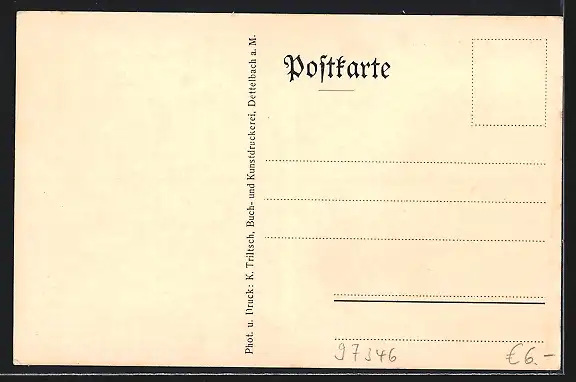 Postkarte
Phot. u. Druck: K. Triltsch, Buch- und Kunstdruckerei, Dettelbach a. M.
97346
€6.-